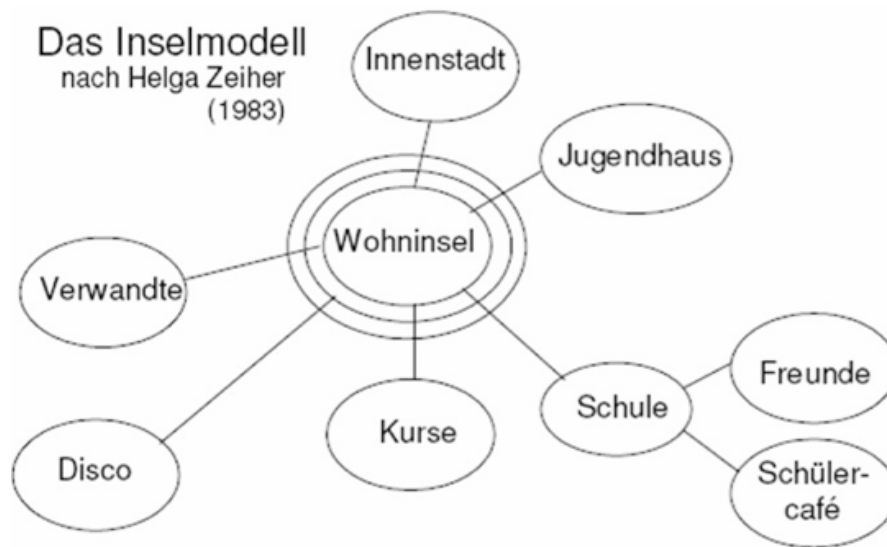 Das Inselmodell
nach Helga Zeiher
(1983)
Innenstadt
Jugendhaus
Wohninsel
Verwandte
Freunde
Schule
Kurse
Disco
Schüler-
café